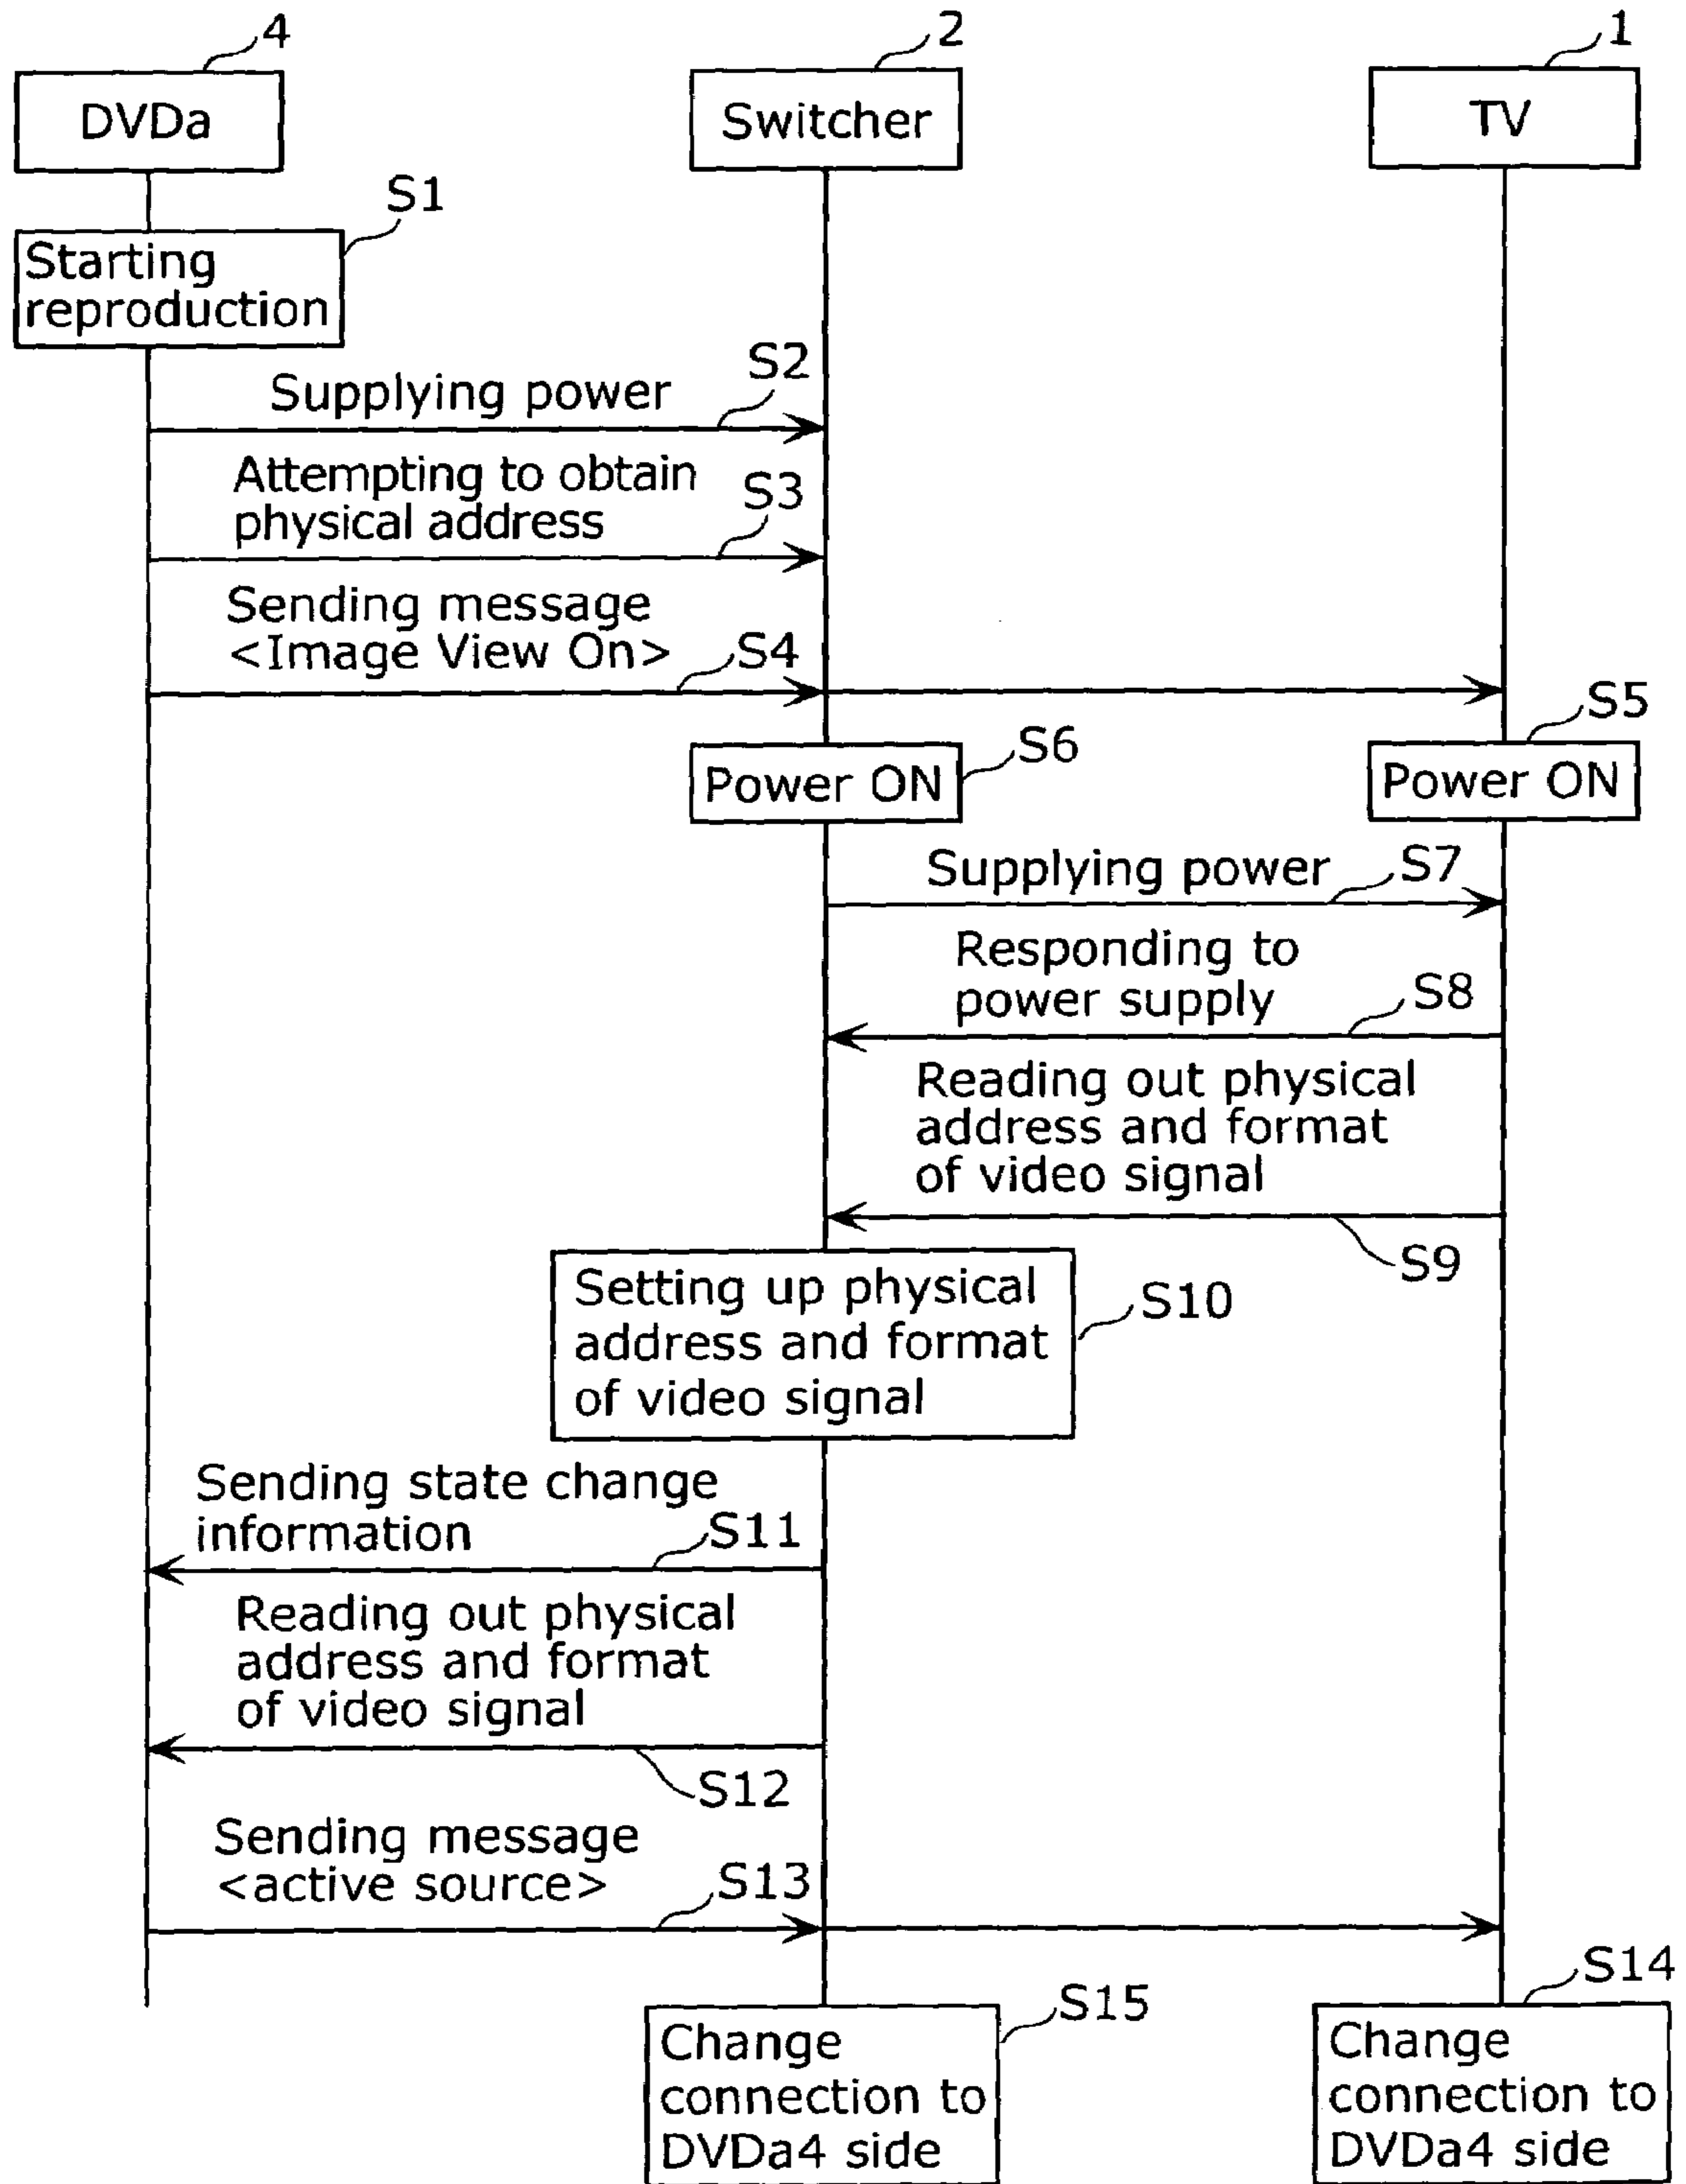 4
2
1
DVDa
Switcher
TV
S1
Starting
reproduction
S2
Supplying power
Attempting to obtain
physical address
S3
Sending message
<Image View On>
S4
S5
S6
Power ON
Power ON
Supplying power
S7
Responding to
power supply
S8
Reading out physical
address and format
of video signal
S9
Setting up physical
address and format
of video signal
S10
Sending state change
information
S11
Reading out physical
address and format
of video signal
S12
Sending message
<active source>
S13
S14
S15
Change
connection to
DVDa4 side
Change
connection to
DVDa4 side